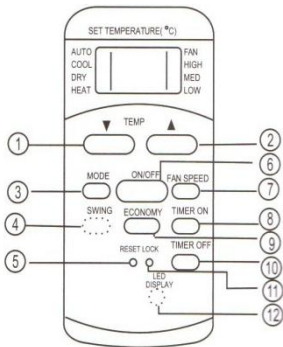 SET TEMPERATURE(°C)
AUTO FAN
COOL HIGH
DRY MED
HEAT LOW
▼ TEMP ▲
1 2
6
ON/OFF
MODE FAN SPEED
3 7
SWING ECONOMY TIMER ON
4 8
9
RESET LOCK TIMER OFF
5 10
LED
DISPLAY
11
12